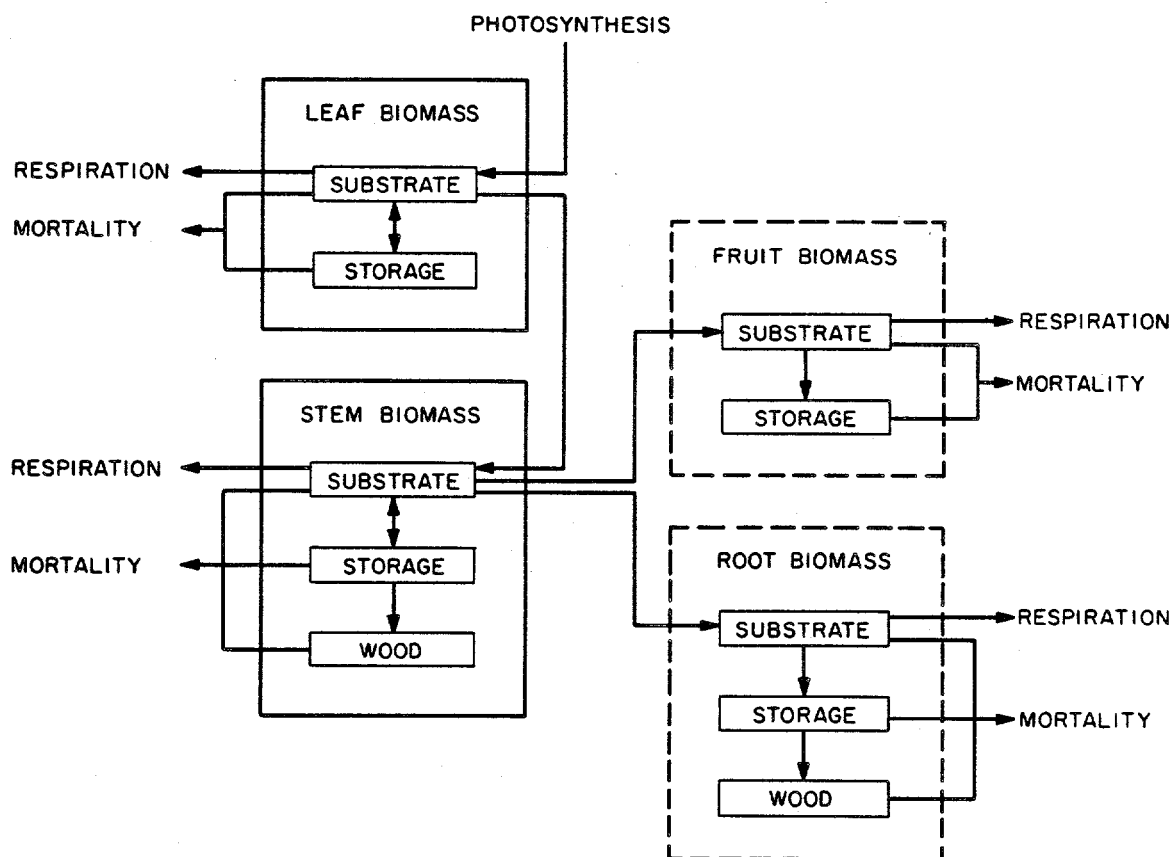 PHOTOSYNTHESIS
LEAF BIOMASS
RESPIRATION
SUBSTRATE
MORTALITY
STORAGE
FRUIT BIOMASS
SUBSTRATE
RESPIRATION
MORTALITY
STORAGE
STEM BIOMASS
RESPIRATION
SUBSTRATE
MORTALITY
STORAGE
WOOD
ROOT BIOMASS
SUBSTRATE
RESPIRATION
STORAGE
MORTALITY
WOOD